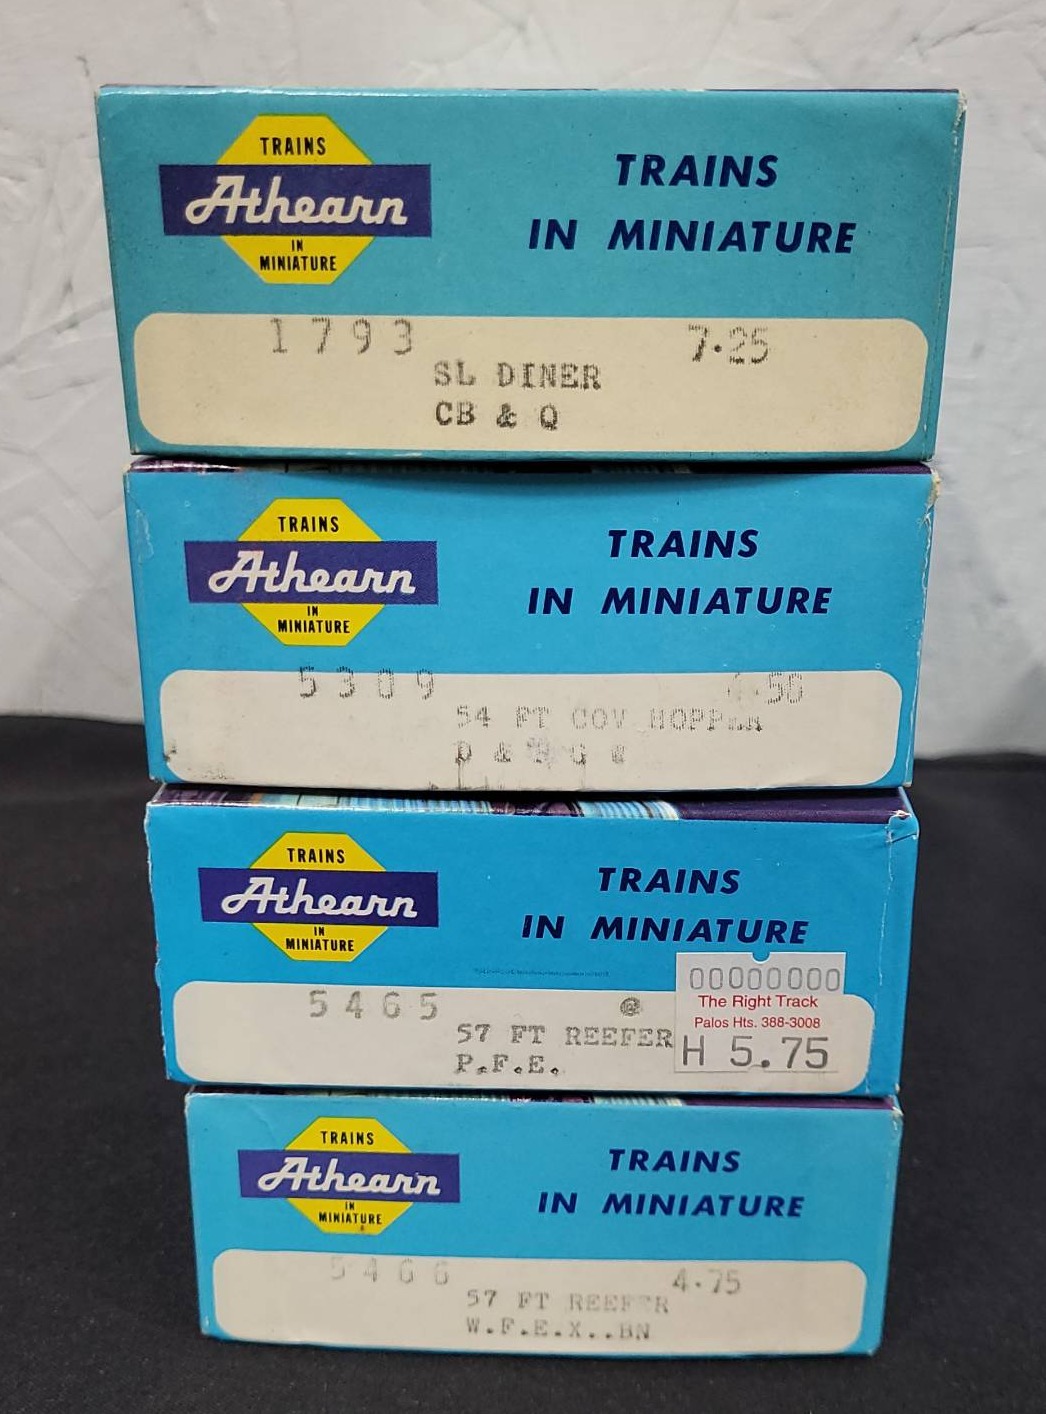 TRAINS
Athearn
IN
MINIATURE
TRAINS
IN MINIATURE
1793 7.25
SL DINER
CB & Q
TRAINS
Athearn
IN
MINIATURE
TRAINS
IN MINIATURE
5309 50
54 FT COV HOPPER
D &
TRAINS
Athearn
IN
MINIATURE
TRAINS
IN MINIATURE
5465 @
57 FT REEFER
P.F.E.
00000000
The Right Track
Palos Hts. 388-3008
H 5.75
TRAINS
Athearn
IN
MINIATURE
TRAINS
IN MINIATURE
5466 4.75
57 FT REEFER
W.F.E.X..BN